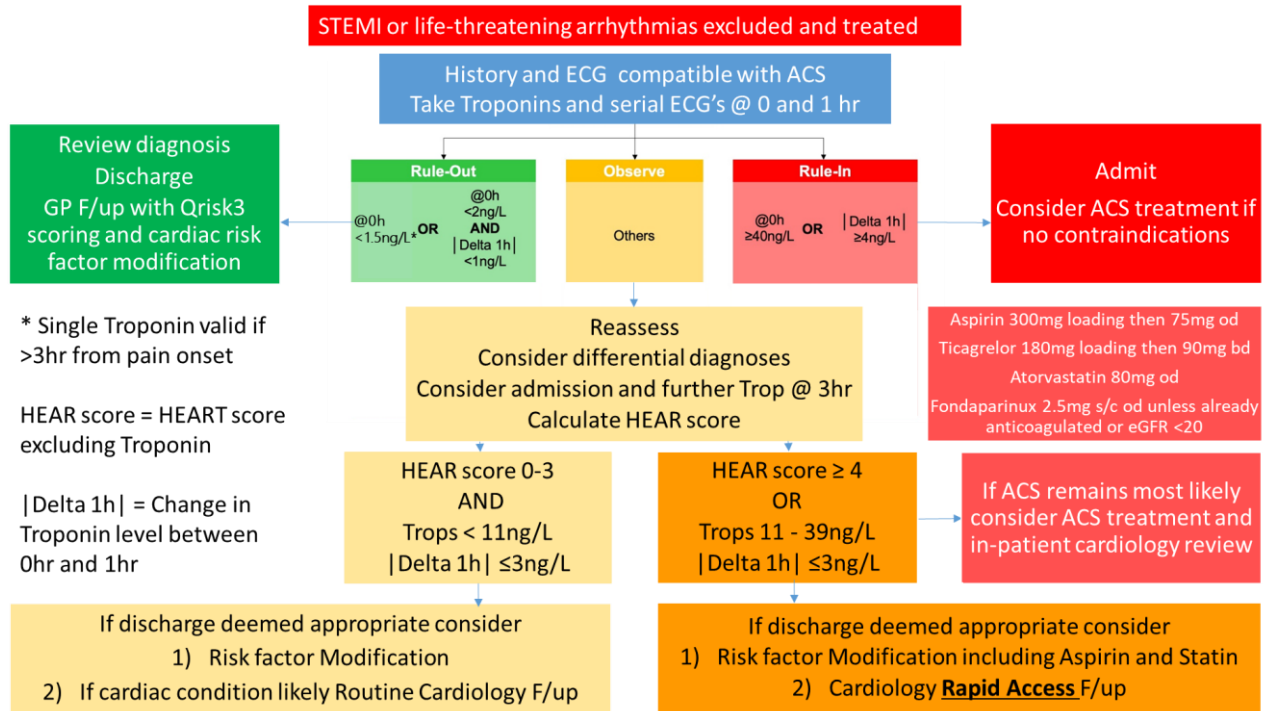 STEMI or life-threatening arrhythmias excluded and treated
History and ECG compatible with ACS
Take Troponins and serial ECG's @ 0 and 1 hr
Review diagnosis
Discharge
GP F/up with Qrisk3
scoring and cardiac risk
factor modification
Rule-Out
@0h
<1.5ng/L*
OR
@0h
<2ng/L
AND
|Delta 1h|
<1ng/L
Observe
Others
Rule-In
@0h
≥40ng/L
OR
|Delta 1h|
≥4ng/L
Admit
Consider ACS treatment if
no contraindications
* Single Troponin valid if
>3hr from pain onset
HEAR score = HEART score
excluding Troponin
|Delta 1h| = Change in
Troponin level between
0hr and 1hr
Reassess
Consider differential diagnoses
Consider admission and further Trop @ 3hr
Calculate HEAR score
Aspirin 300mg loading then 75mg od
Ticagrelor 180mg loading then 90mg bd
Atorvastatin 80mg od
Fondaparinux 2.5mg s/c od unless already
anticoagulated or eGFR <20
HEAR score 0-3
AND
Trops < 11ng/L
|Delta 1h| ≤3ng/L
HEAR score ≥ 4
OR
Trops 11 - 39ng/L
|Delta 1h| ≤3ng/L
If ACS remains most likely
consider ACS treatment and
in-patient cardiology review
If discharge deemed appropriate consider
1) Risk factor Modification
2) If cardiac condition likely Routine Cardiology F/up
If discharge deemed appropriate consider
1) Risk factor Modification including Aspirin and Statin
2) Cardiology Rapid Access F/up